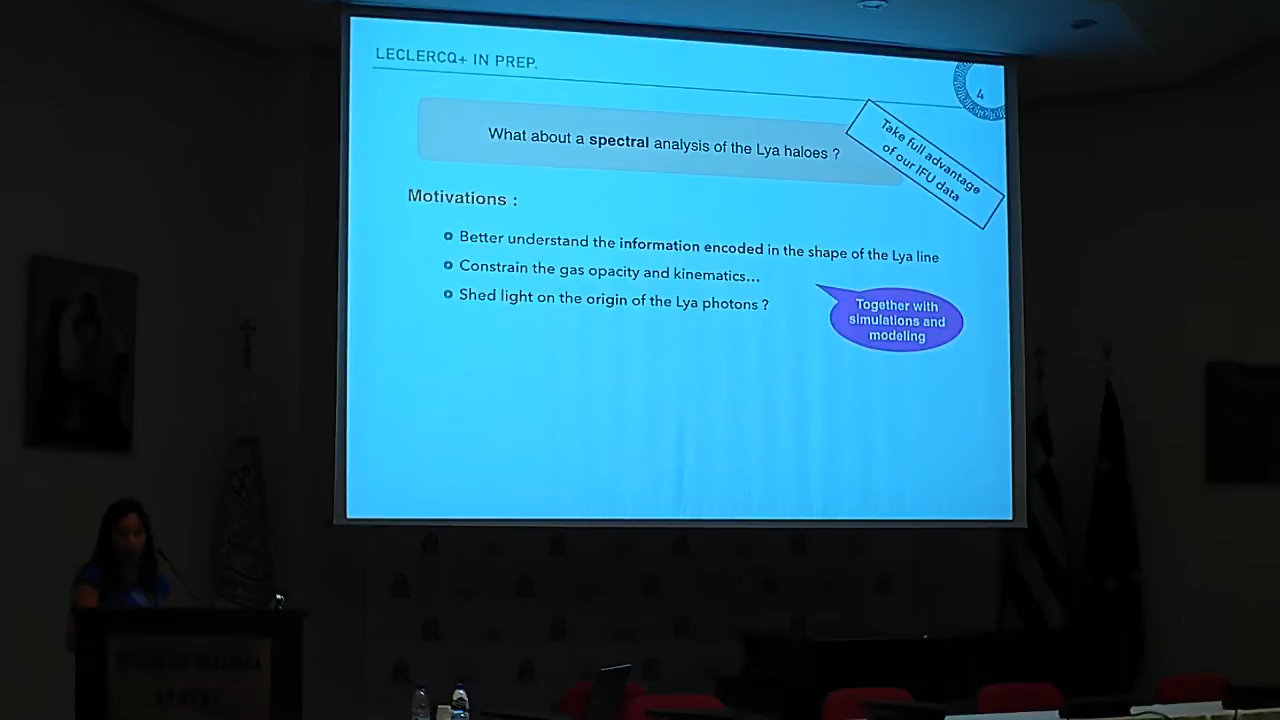 LECLERCQ+ IN PREP.
4
What about a spectral analysis of the Lya haloes ?
Take full advantage
of our IFU data
Motivations :
Better understand the information encoded in the shape of the Lya line
Constrain the gas opacity and kinematics...
Shed light on the origin of the Lya photons ?
Together with
simulations and
modeling